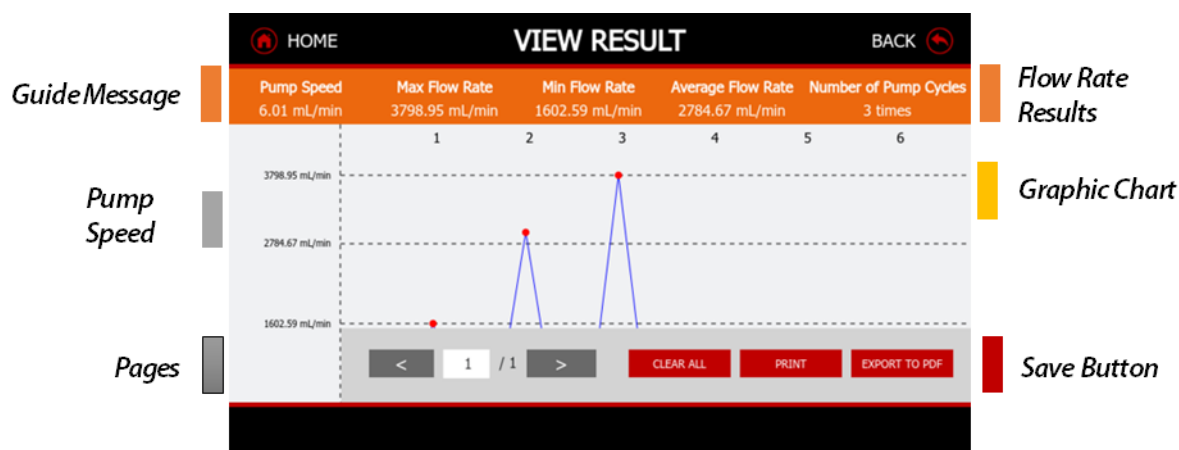 HOME
VIEW RESULT
BACK
Guide Message
Pump Speed
Max Flow Rate
Min Flow Rate
Average Flow Rate
Number of Pump Cycles
6.01 mL/min
3798.95 mL/min
1602.59 mL/min
2784.67 mL/min
3 times
Flow Rate
Results
1
2
3
4
5
6
3798.95 mL/min
Graphic Chart
Pump
Speed
2784.67 mL/min
1602.59 mL/min
Pages
<
1
/ 1
>
CLEAR ALL
PRINT
EXPORT TO PDF
Save Button